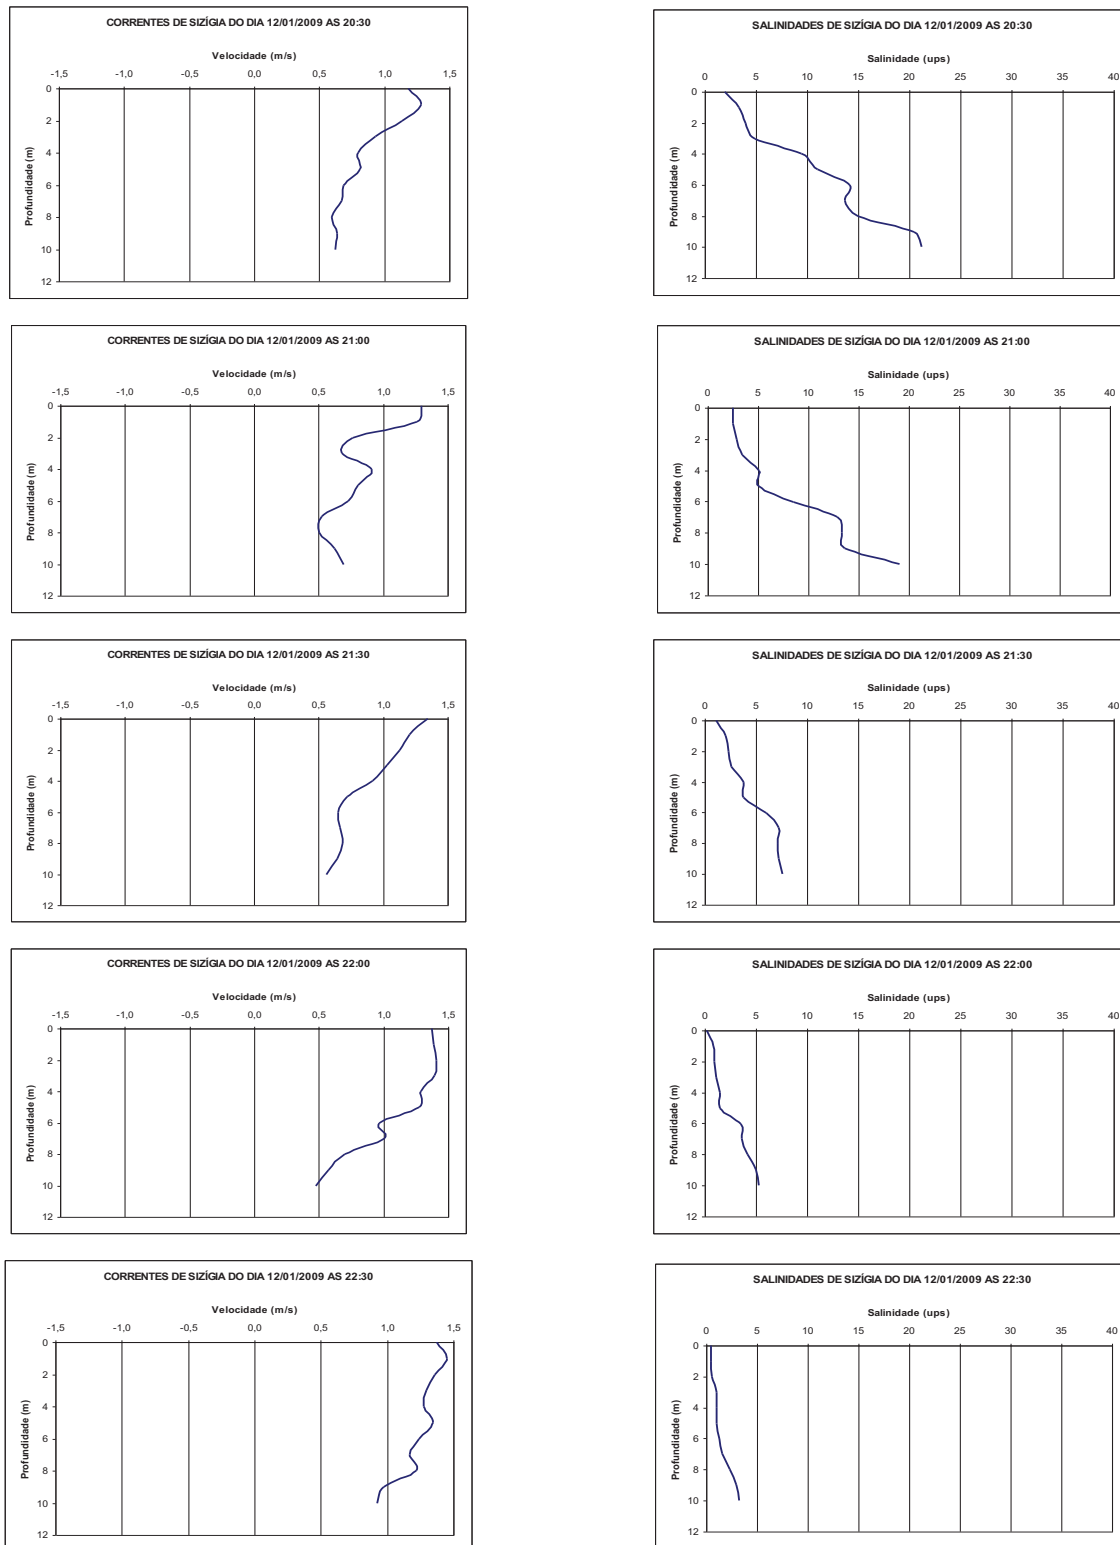 CORRENTES DE SIZÍGIA DO DIA 12/01/2009 AS 20:30
Velocidade (m/s)
-1,5 -1,0 -0,5 0,0 0,5 1,0 1,5
0
2
4
6
8
10
12
Profundidade (m)
SALINIDADES DE SIZÍGIA DO DIA 12/01/2009 AS 20:30
Salinidade (ups)
0 5 10 15 20 25 30 35 40
0
2
4
6
8
10
12
Profundidade (m)
CORRENTES DE SIZÍGIA DO DIA 12/01/2009 AS 21:00
Velocidade (m/s)
-1,5 -1,0 -0,5 0,0 0,5 1,0 1,5
0
2
4
6
8
10
12
Profundidade (m)
SALINIDADES DE SIZÍGIA DO DIA 12/01/2009 AS 21:00
Salinidade (ups)
0 5 10 15 20 25 30 35 40
0
2
4
6
8
10
12
Profundidade (m)
CORRENTES DE SIZÍGIA DO DIA 12/01/2009 AS 21:30
Velocidade (m/s)
-1,5 -1,0 -0,5 0,0 0,5 1,0 1,5
0
2
4
6
8
10
12
Profundidade (m)
SALINIDADES DE SIZÍGIA DO DIA 12/01/2009 AS 21:30
Salinidade (ups)
0 5 10 15 20 25 30 35 40
0
2
4
6
8
10
12
Profundidade (m)
CORRENTES DE SIZÍGIA DO DIA 12/01/2009 AS 22:00
Velocidade (m/s)
-1,5 -1,0 -0,5 0,0 0,5 1,0 1,5
0
2
4
6
8
10
12
Profundidade (m)
SALINIDADES DE SIZÍGIA DO DIA 12/01/2009 AS 22:00
Salinidade (ups)
0 5 10 15 20 25 30 35 40
0
2
4
6
8
10
12
Profundidade (m)
CORRENTES DE SIZÍGIA DO DIA 12/01/2009 AS 22:30
Velocidade (m/s)
-1,5 -1,0 -0,5 0,0 0,5 1,0 1,5
0
2
4
6
8
10
12
Profundidade (m)
SALINIDADES DE SIZÍGIA DO DIA 12/01/2009 AS 22:30
Salinidade (ups)
0 5 10 15 20 25 30 35 40
0
2
4
6
8
10
12
Profundidade (m)